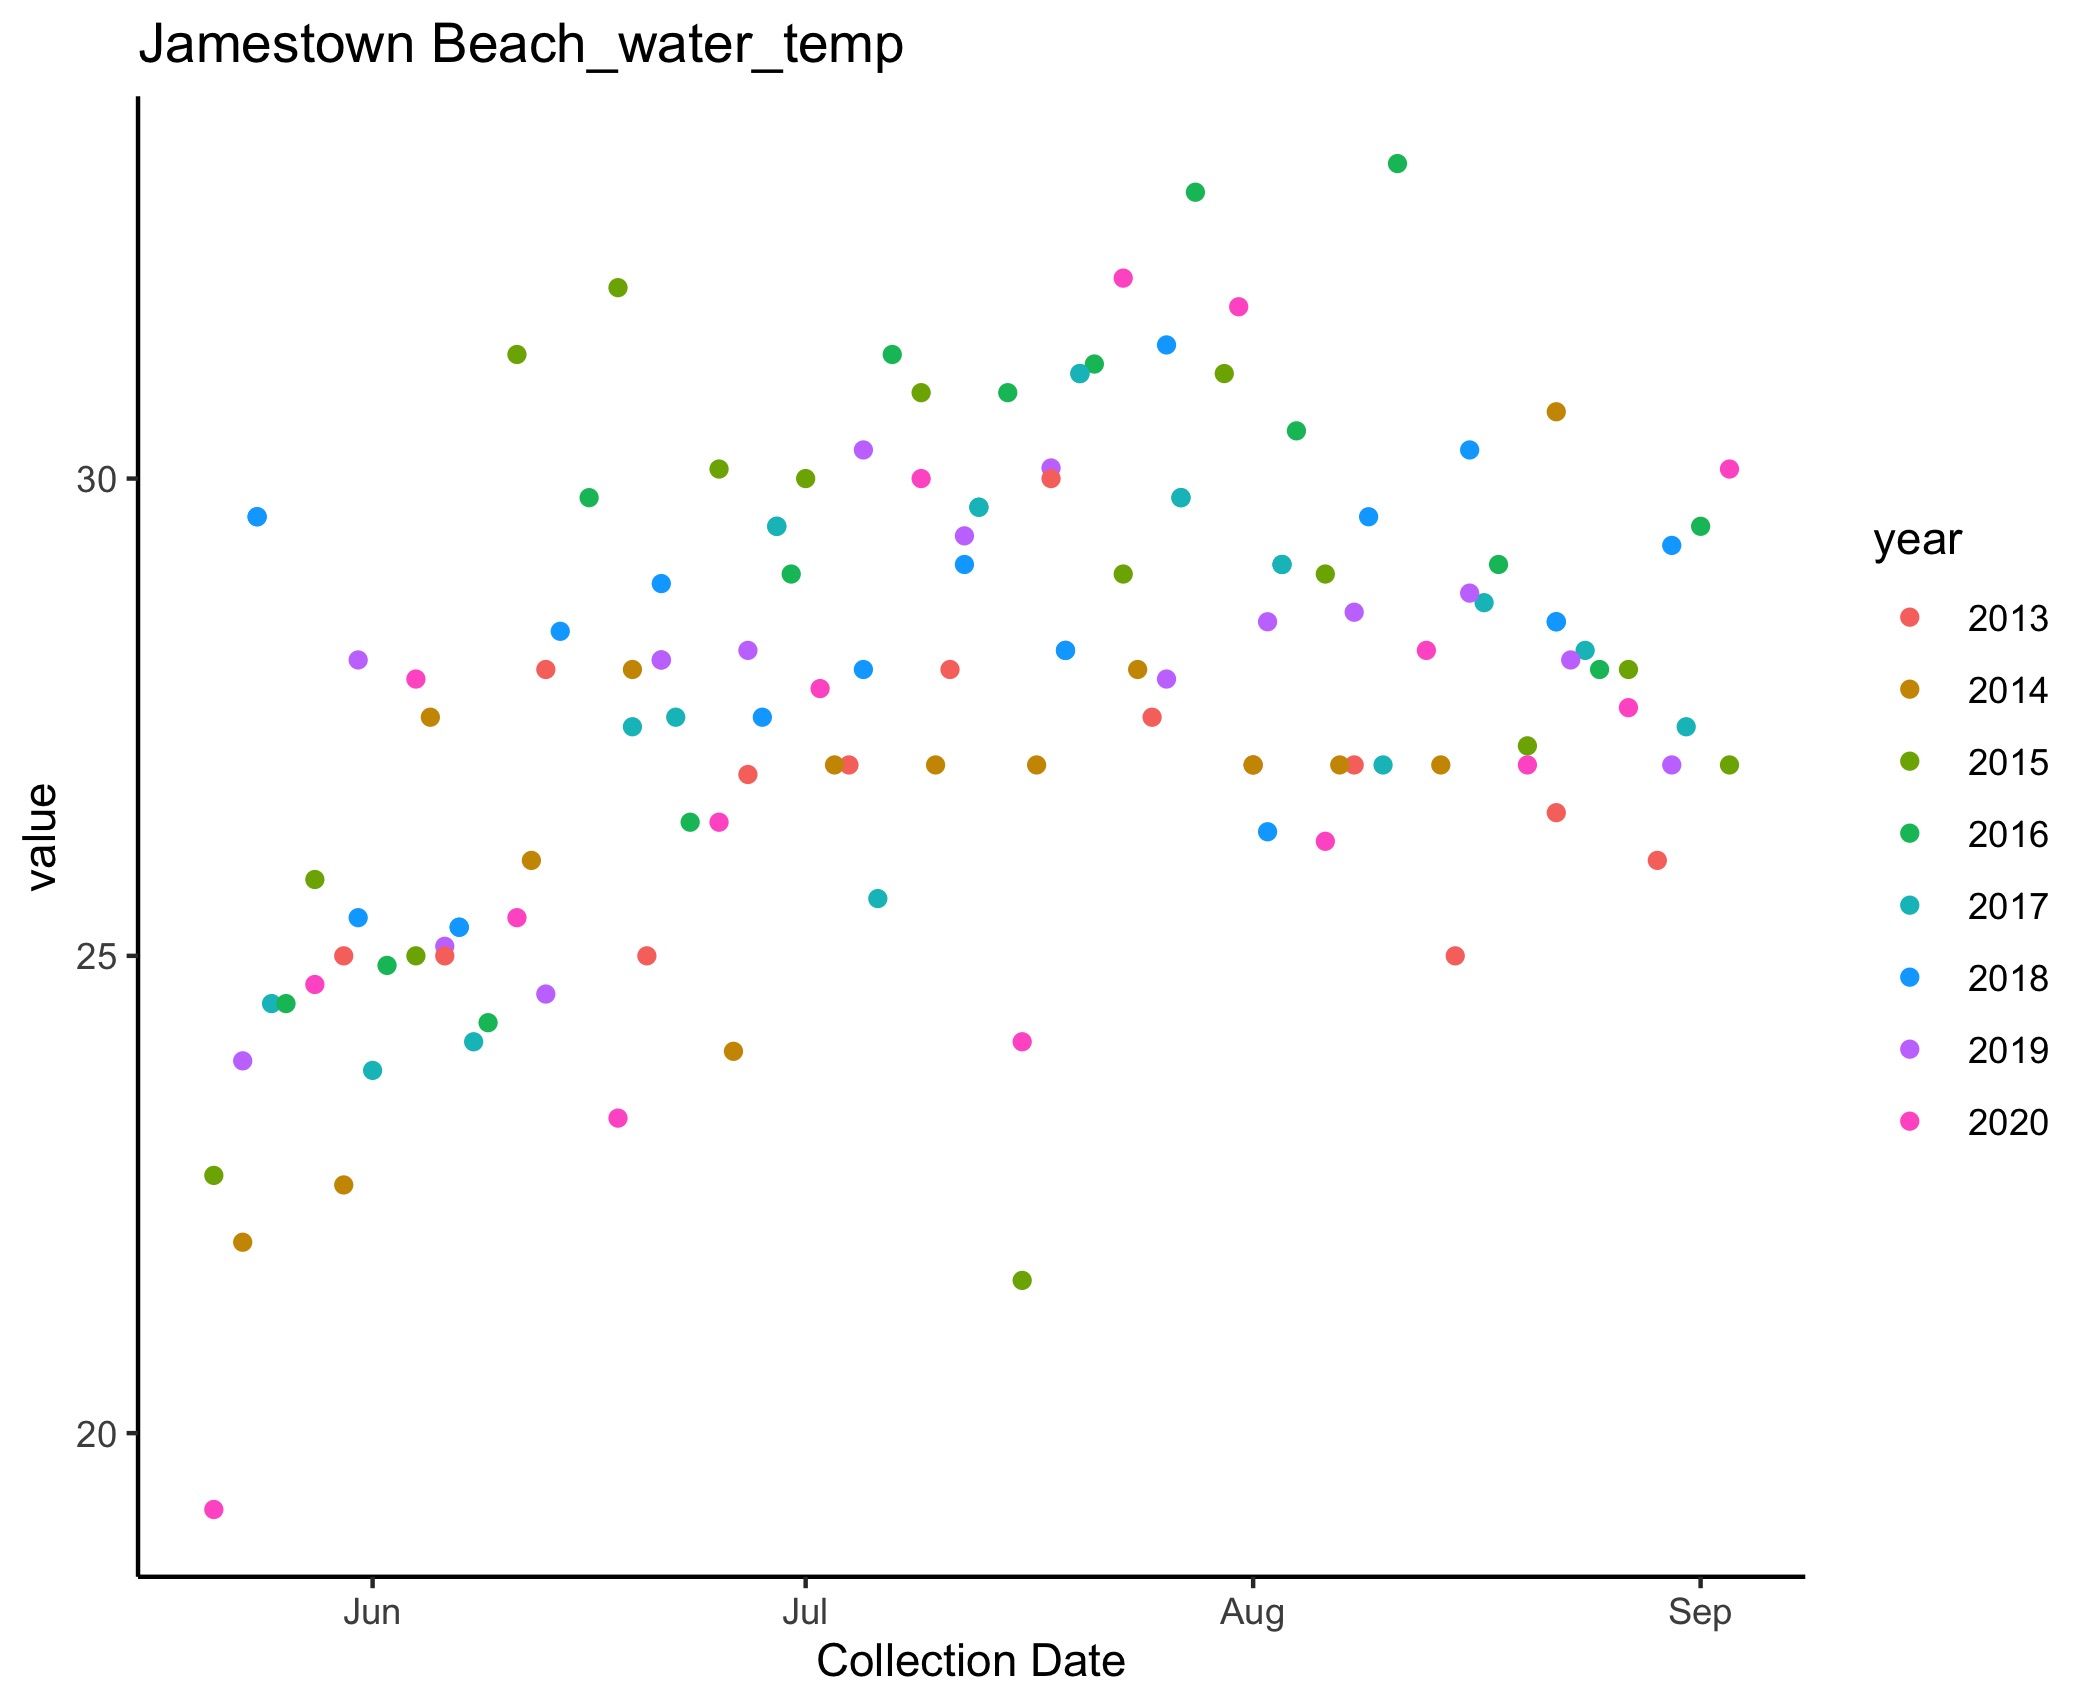 Jamestown Beach_water_temp
value
30
25
20
Jun
Jul
Aug
Sep
Collection Date
year
2013
2014
2015
2016
2017
2018
2019
2020